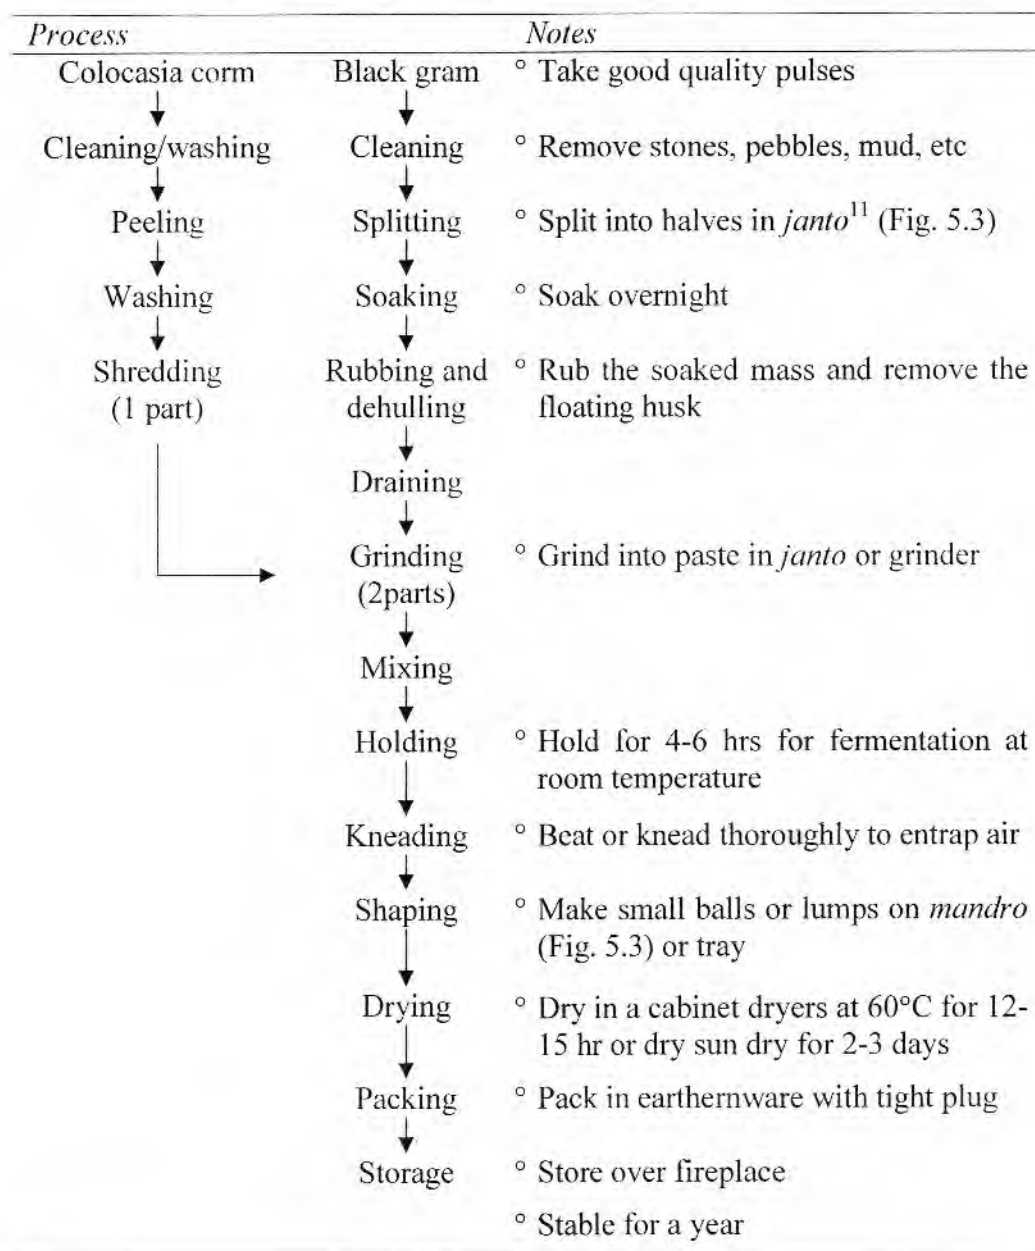 Process Notes
Colocasia corm Black gram ° Take good quality pulses
Cleaning/washing Cleaning ° Remove stones, pebbles, mud, etc
Peeling Splitting ° Split into halves in janto11 (Fig. 5.3)
Washing Soaking ° Soak overnight
Shredding Rubbing and ° Rub the soaked mass and remove the
(1 part) dehulling floating husk
Draining
Grinding ° Grind into paste in janto or grinder
(2parts)
Mixing
Holding ° Hold for 4-6 hrs for fermentation at
room temperature
Kneading ° Beat or knead thoroughly to entrap air
Shaping ° Make small balls or lumps on mandro
(Fig. 5.3) or tray
Drying ° Dry in a cabinet dryers at 60°C for 12-
15 hr or dry sun dry for 2-3 days
Packing ° Pack in earthernware with tight plug
Storage ° Store over fireplace
° Stable for a year